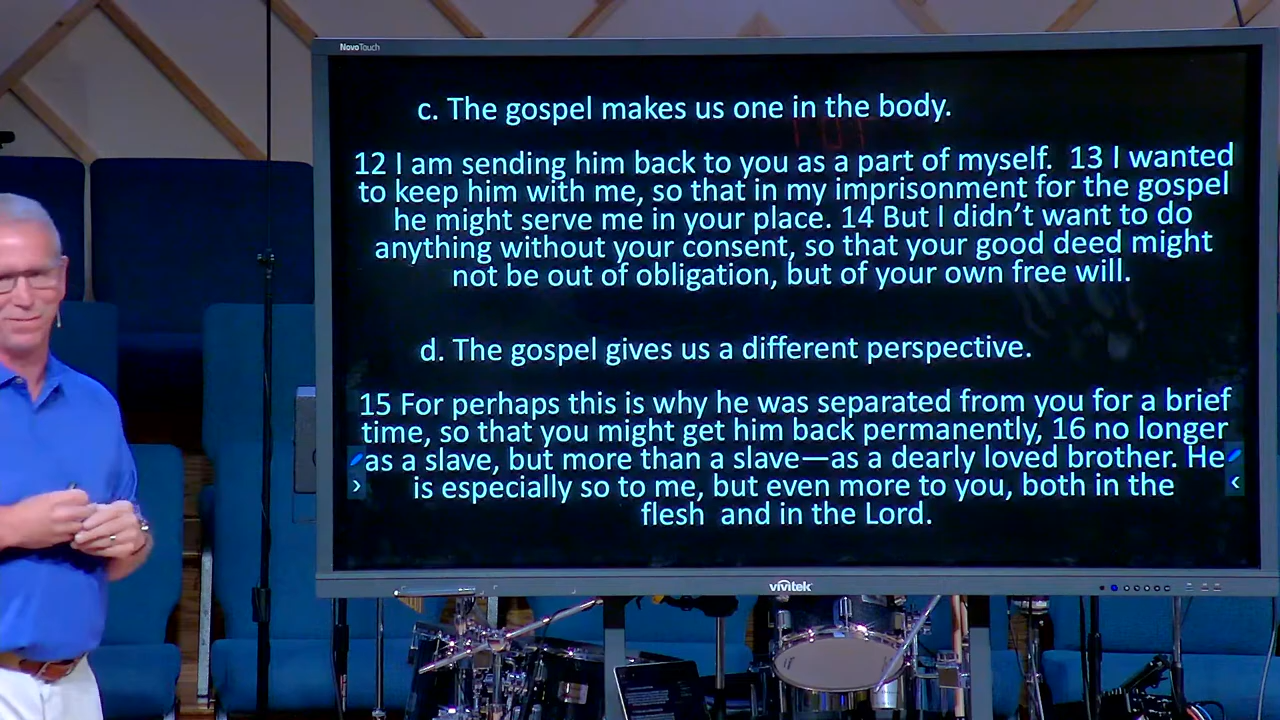 NovoTouch
c. The gospel makes us one in the body.
12 I am sending him back to you as a part of myself.  13 I wanted
to keep him with me, so that in my imprisonment for the gospel
he might serve me in your place. 14 But I didn’t want to do
anything without your consent, so that your good deed might
not be out of obligation, but of your own free will.
d. The gospel gives us a different perspective.
15 For perhaps this is why he was separated from you for a brief
time, so that you might get him back permanently, 16 no longer
as a slave, but more than a slave—as a dearly loved brother. He
is especially so to me, but even more to you, both in the
flesh  and in the Lord.
vivitek